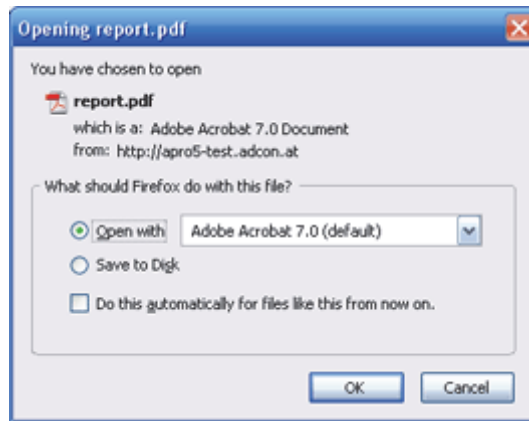 Opening report.pdf
You have chosen to open
report.pdf
which is a: Adobe Acrobat 7.0 Document
from: http://apro5-test.adcon.at
What should Firefox do with this file?
Open with Adobe Acrobat 7.0 (default)
Save to Disk
Do this automatically for files like this from now on.
OK Cancel